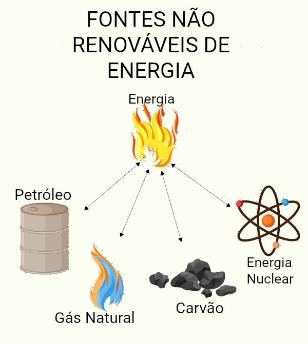 FONTES NÃO
RENOVÁVEIS DE
ENERGIA
Energia
Petróleo
Gás Natural
Carvão
Energia
Nuclear